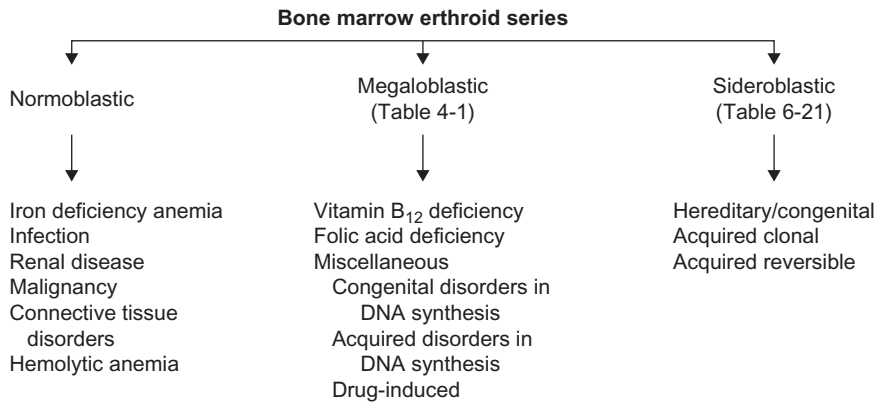 Bone marrow erthroid series
Normoblastic
Megaloblastic
(Table 4-1)
Sideroblastic
(Table 6-21)
Iron deficiency anemia
Infection
Renal disease
Malignancy
Connective tissue
disorders
Hemolytic anemia
Vitamin B12 deficiency
Folic acid deficiency
Miscellaneous
Congenital disorders in
DNA synthesis
Acquired disorders in
DNA synthesis
Drug-induced
Hereditary/congenital
Acquired clonal
Acquired reversible